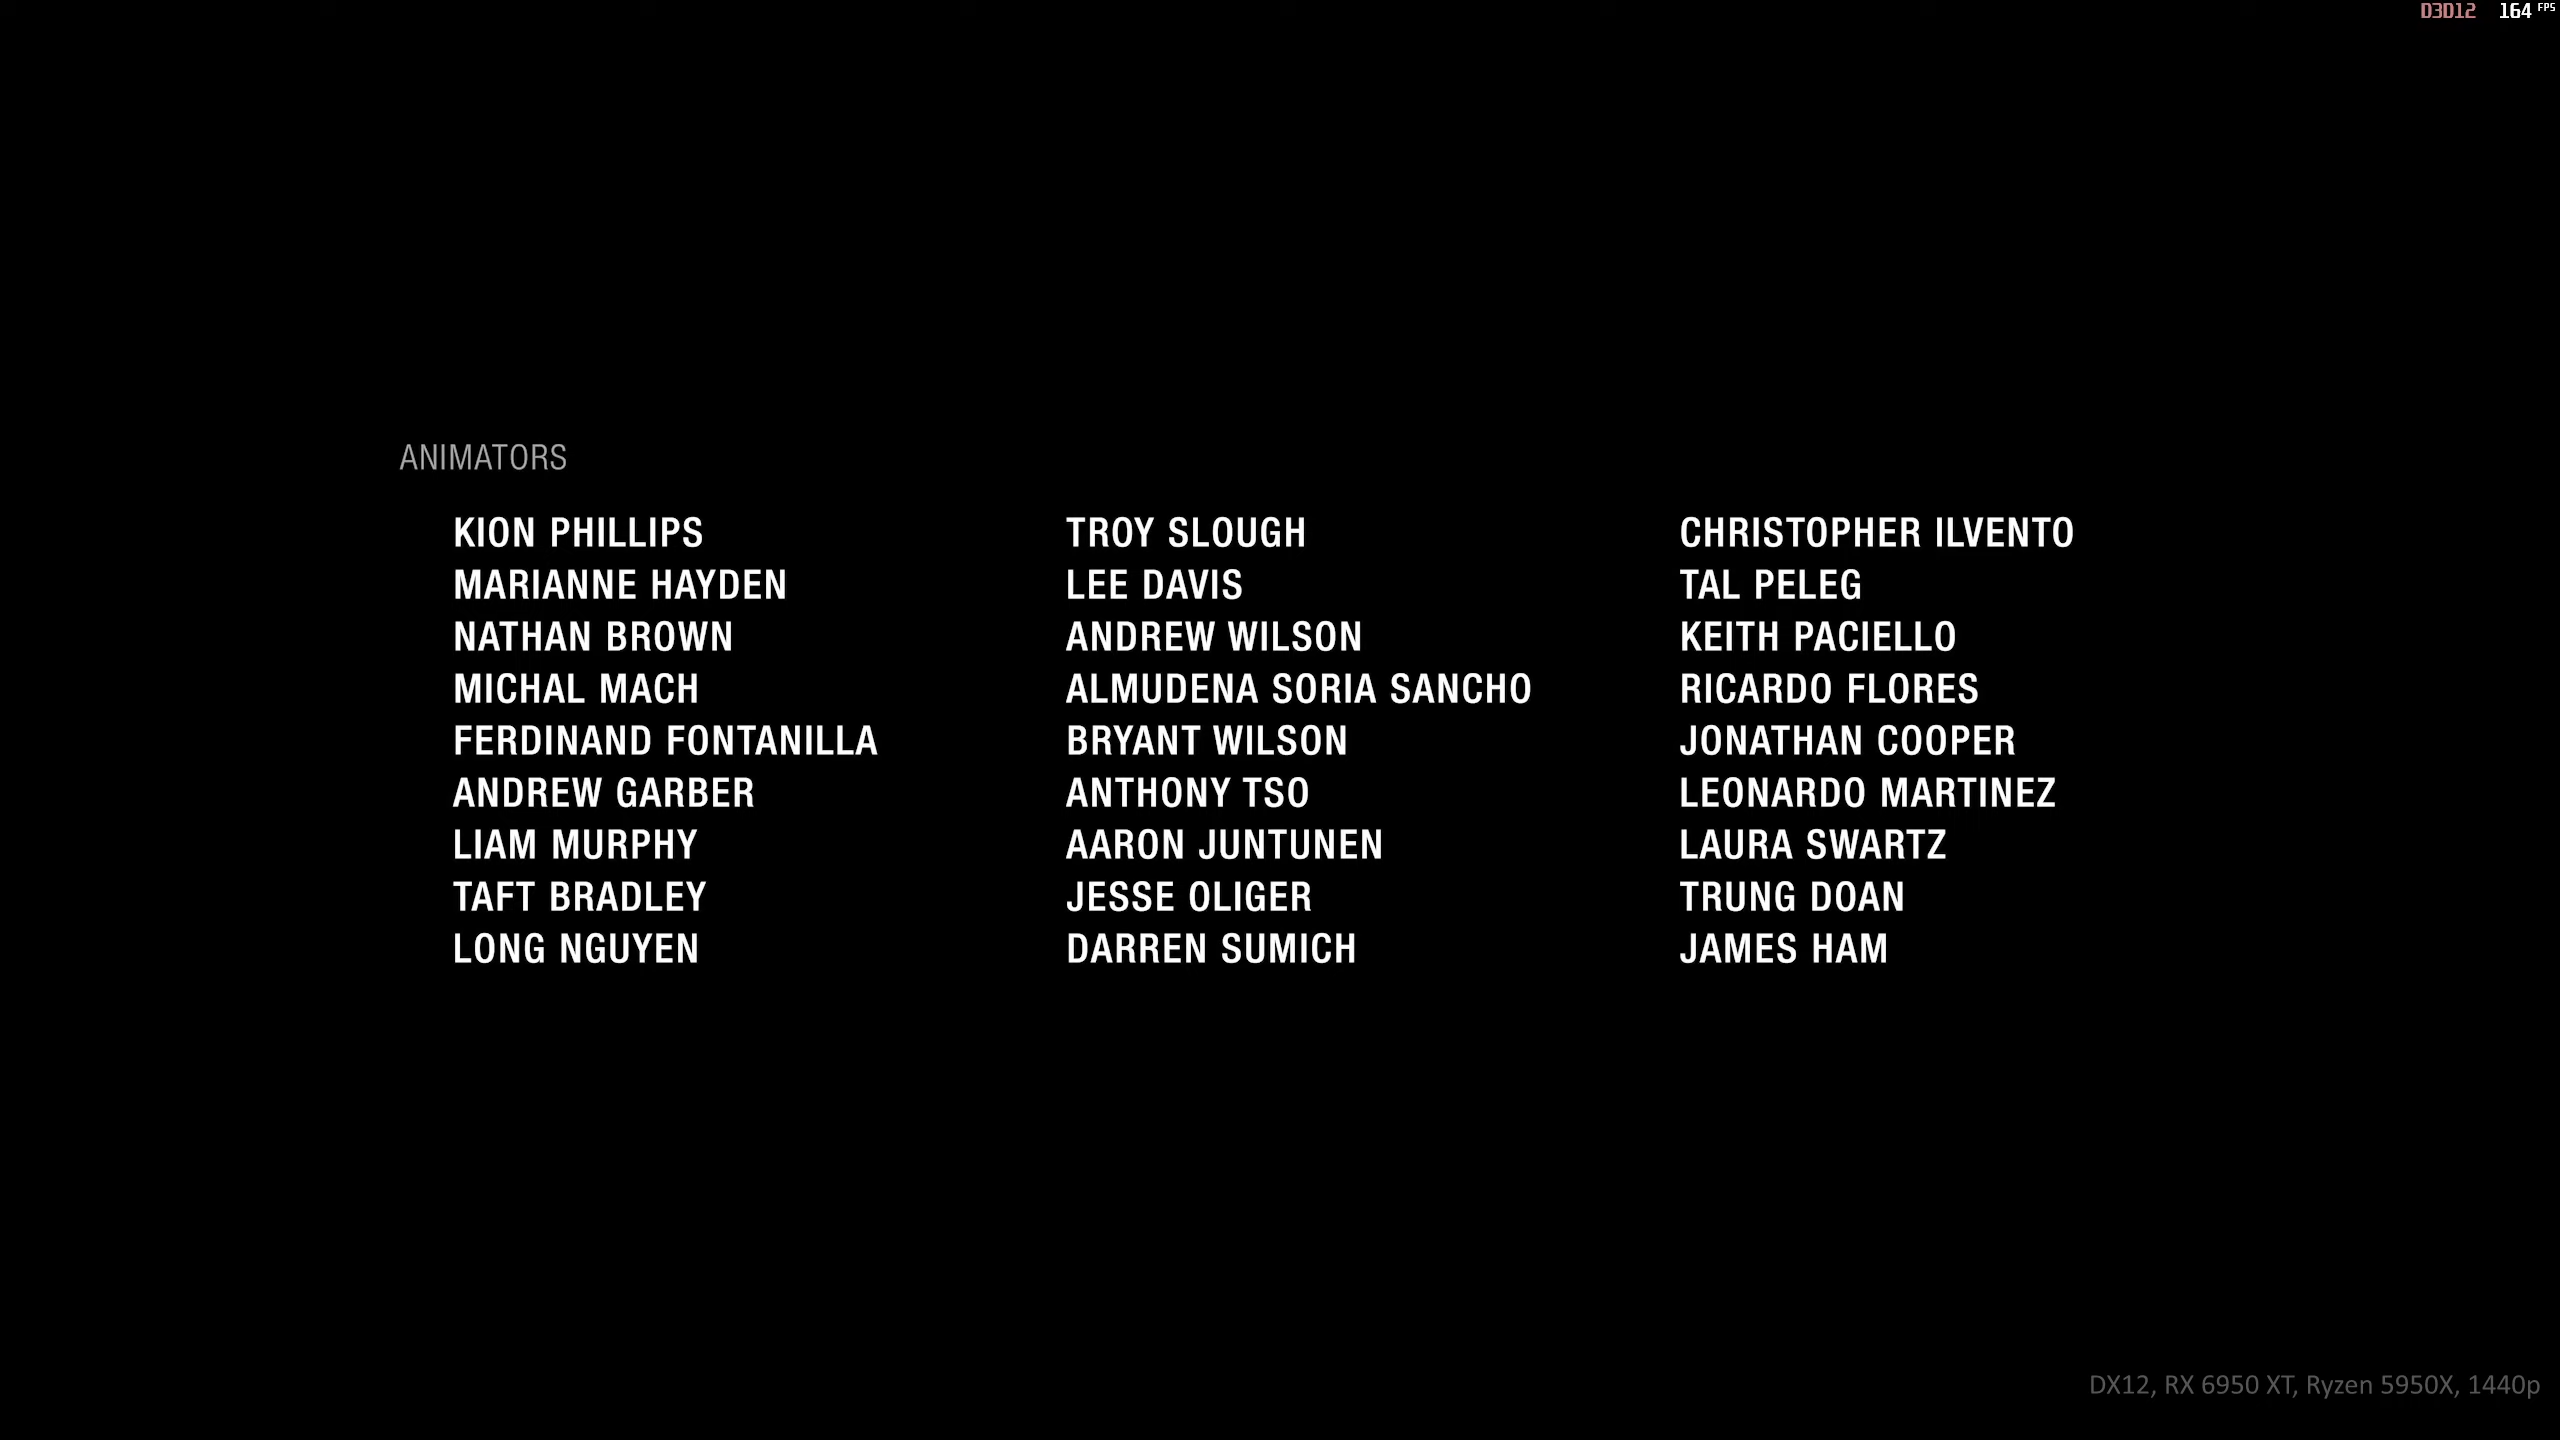 D3D12 164 FPS
ANIMATORS
KION PHILLIPS
MARIANNE HAYDEN
NATHAN BROWN
MICHAL MACH
FERDINAND FONTANILLA
ANDREW GARBER
LIAM MURPHY
TAFT BRADLEY
LONG NGUYEN
TROY SLOUGH
LEE DAVIS
ANDREW WILSON
ALMUDENA SORIA SANCHO
BRYANT WILSON
ANTHONY TSO
AARON JUNTUNEN
JESSE OLIGER
DARREN SUMICH
CHRISTOPHER ILVENTO
TAL PELEG
KEITH PACIELLO
RICARDO FLORES
JONATHAN COOPER
LEONARDO MARTINEZ
LAURA SWARTZ
TRUNG DOAN
JAMES HAM
DX12, RX 6950 XT, Ryzen 5950X, 1440p